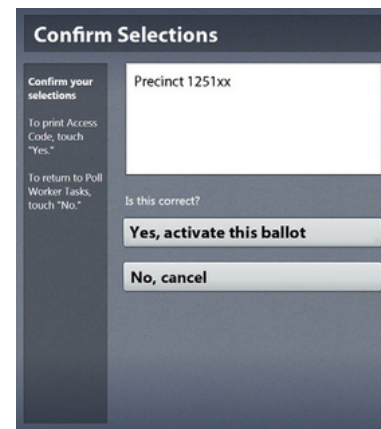 Confirm Selections
Confirm your
selections
To print Access
Code, touch
"Yes."
To return to Poll
Worker Tasks,
touch "No."
Precinct 1251xx
Is this correct?
Yes, activate this ballot
No, cancel